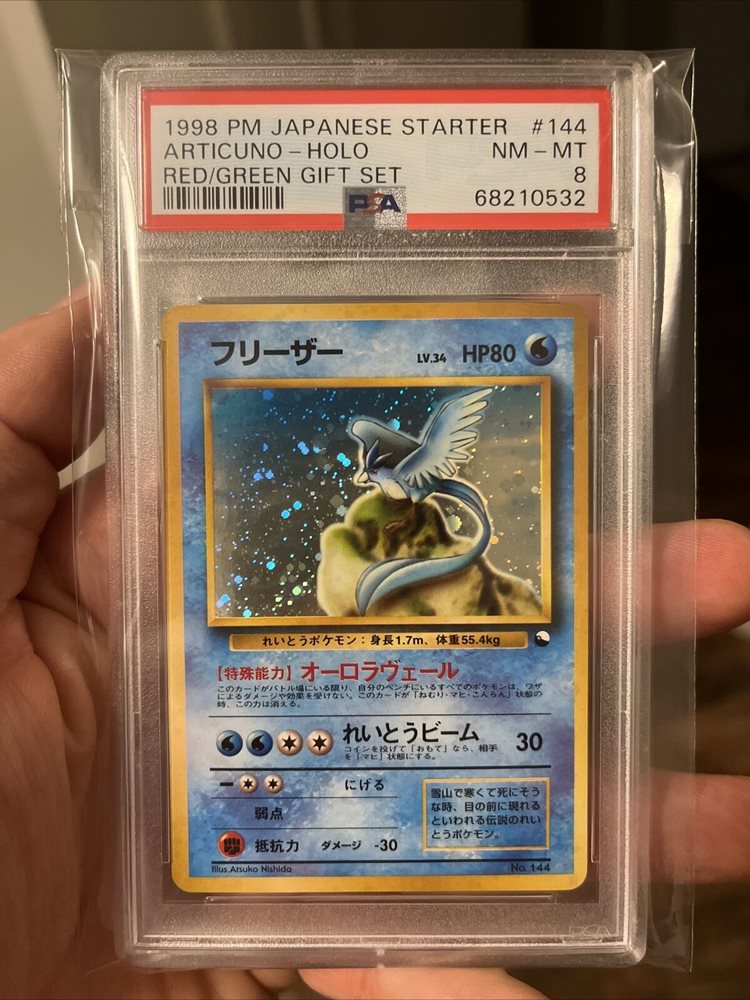 1998 PM JAPANESE STARTER #144
ARTICUNO - HOLO NM - MT
RED/GREEN GIFT SET 8
PSA 68210532
フリーザー LV.34 HP80
れいとうポケモン：身長1.7m、体重55.4kg
【特殊能力】オーロラヴェール
このカードがバトル場にいる限り、自分のベンチにいるすべてのポケモンは、ワザ
によるダメージや効果を受けない。このカードが「ねむり・マヒ・こんらん」状態の
時、この力は消える。
れいとうビーム 30
コインを投げて「おもて」なら、相手
を「マヒ」状態にする。
にげる
弱点
抵抗力 ダメージ -30
雪山で寒くて死にそう
な時、目の前に現れる
といわれる伝説のれい
とうポケモン。
Illus. Atsuko Nishida No. 144
PSA